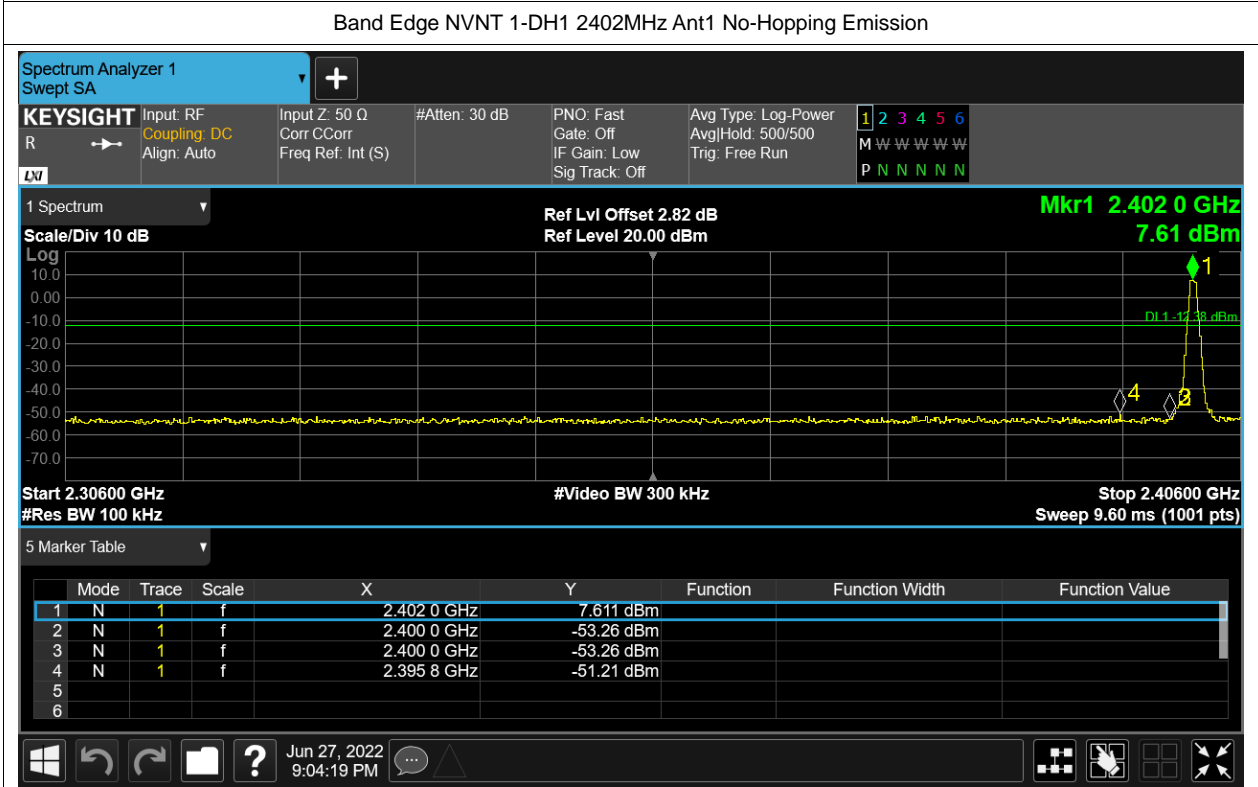 Band Edge NVNT 1-DH1 2402MHz Ant1 No-Hopping Emission
Spectrum Analyzer 1
Swept SA
KEYSIGHT
R
LXI
Input: RF
Coupling: DC
Align: Auto
Input Z: 50 Ω
Corr CCorr
Freq Ref: Int (S)
#Atten: 30 dB
PNO: Fast
Gate: Off
IF Gain: Low
Sig Track: Off
Avg Type: Log-Power
Avg|Hold: 500/500
Trig: Free Run
1 2 3 4 5 6
M W W W W W
P N N N N N
1 Spectrum
Scale/Div 10 dB
Ref Lvl Offset 2.82 dB
Ref Level 20.00 dBm
Mkr1 2.402 0 GHz
7.61 dBm
Log
10.0
0.00
-10.0
-20.0
-30.0
-40.0
-50.0
-60.0
-70.0
1
DL1 -12.38 dBm
4
Start 2.30600 GHz
#Res BW 100 kHz
#Video BW 300 kHz
Stop 2.40600 GHz
Sweep 9.60 ms (1001 pts)
5 Marker Table
Mode Trace Scale X Y Function Function Width Function Value
1 N 1 f 2.402 0 GHz 7.611 dBm
2 N 1 f 2.400 0 GHz -53.26 dBm
3 N 1 f 2.400 0 GHz -53.26 dBm
4 N 1 f 2.395 8 GHz -51.21 dBm
5
6
?
Jun 27, 2022
9:04:19 PM